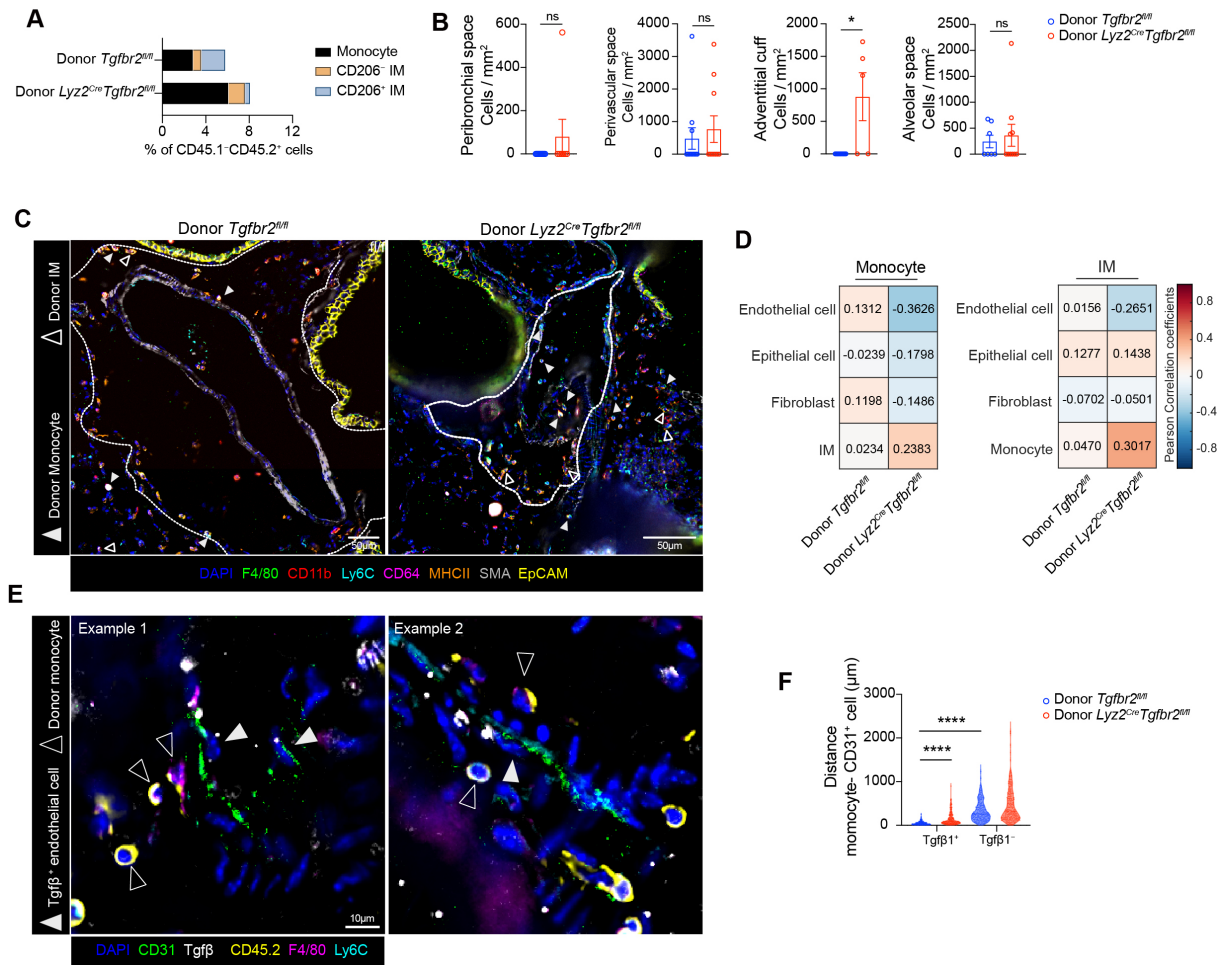 A
Donor Tgfbr2fl/fl
Donor Lyz2CreTgfbr2fl/fl
Monocyte
CD206⁻ IM
CD206⁺ IM
0 4 8 12
% of CD45.1⁻CD45.2⁺ cells
B
Peribronchial space
Cells / mm²
600
400
200
0
ns
Perivascular space
Cells / mm²
4000
3000
2000
1000
0
ns
Adventitial cuff
Cells / mm²
2000
1500
1000
500
0
*
Alveolar space
Cells / mm²
2500
2000
1500
1000
500
0
ns
Donor Tgfbr2fl/fl
Donor Lyz2CreTgfbr2fl/fl
C
Donor Tgfbr2fl/fl
Donor Lyz2CreTgfbr2fl/fl
Donor IM
Donor Monocyte
50µm
50µm
DAPI F4/80 CD11b Ly6C CD64 MHCII SMA EpCAM
D
Monocyte
Endothelial cell 0.1312 -0.3626
Epithelial cell -0.0239 -0.1798
Fibroblast 0.1198 -0.1486
IM 0.0234 0.2383
Donor Tgfbr2fl/fl
Donor Lyz2CreTgfbr2fl/fl
IM
Endothelial cell 0.0156 -0.2651
Epithelial cell 0.1277 0.1438
Fibroblast -0.0702 -0.0501
Monocyte 0.0470 0.3017
Donor Tgfbr2fl/fl
Donor Lyz2CreTgfbr2fl/fl
Pearson Correlation coefficients
0.8
0.4
0
-0.4
-0.8
E
Example 1
Example 2
Donor monocyte
Tgfβ⁺ endothelial cell
10µm
DAPI CD31 Tgfβ CD45.2 F4/80 Ly6C
F
Distance
momocyte- CD31⁺ cell (µm)
3000
2000
1000
0
****
****
Tgfβ1⁺
Tgfβ1⁻
Donor Tgfbr2fl/fl
Donor Lyz2CreTgfbr2fl/fl